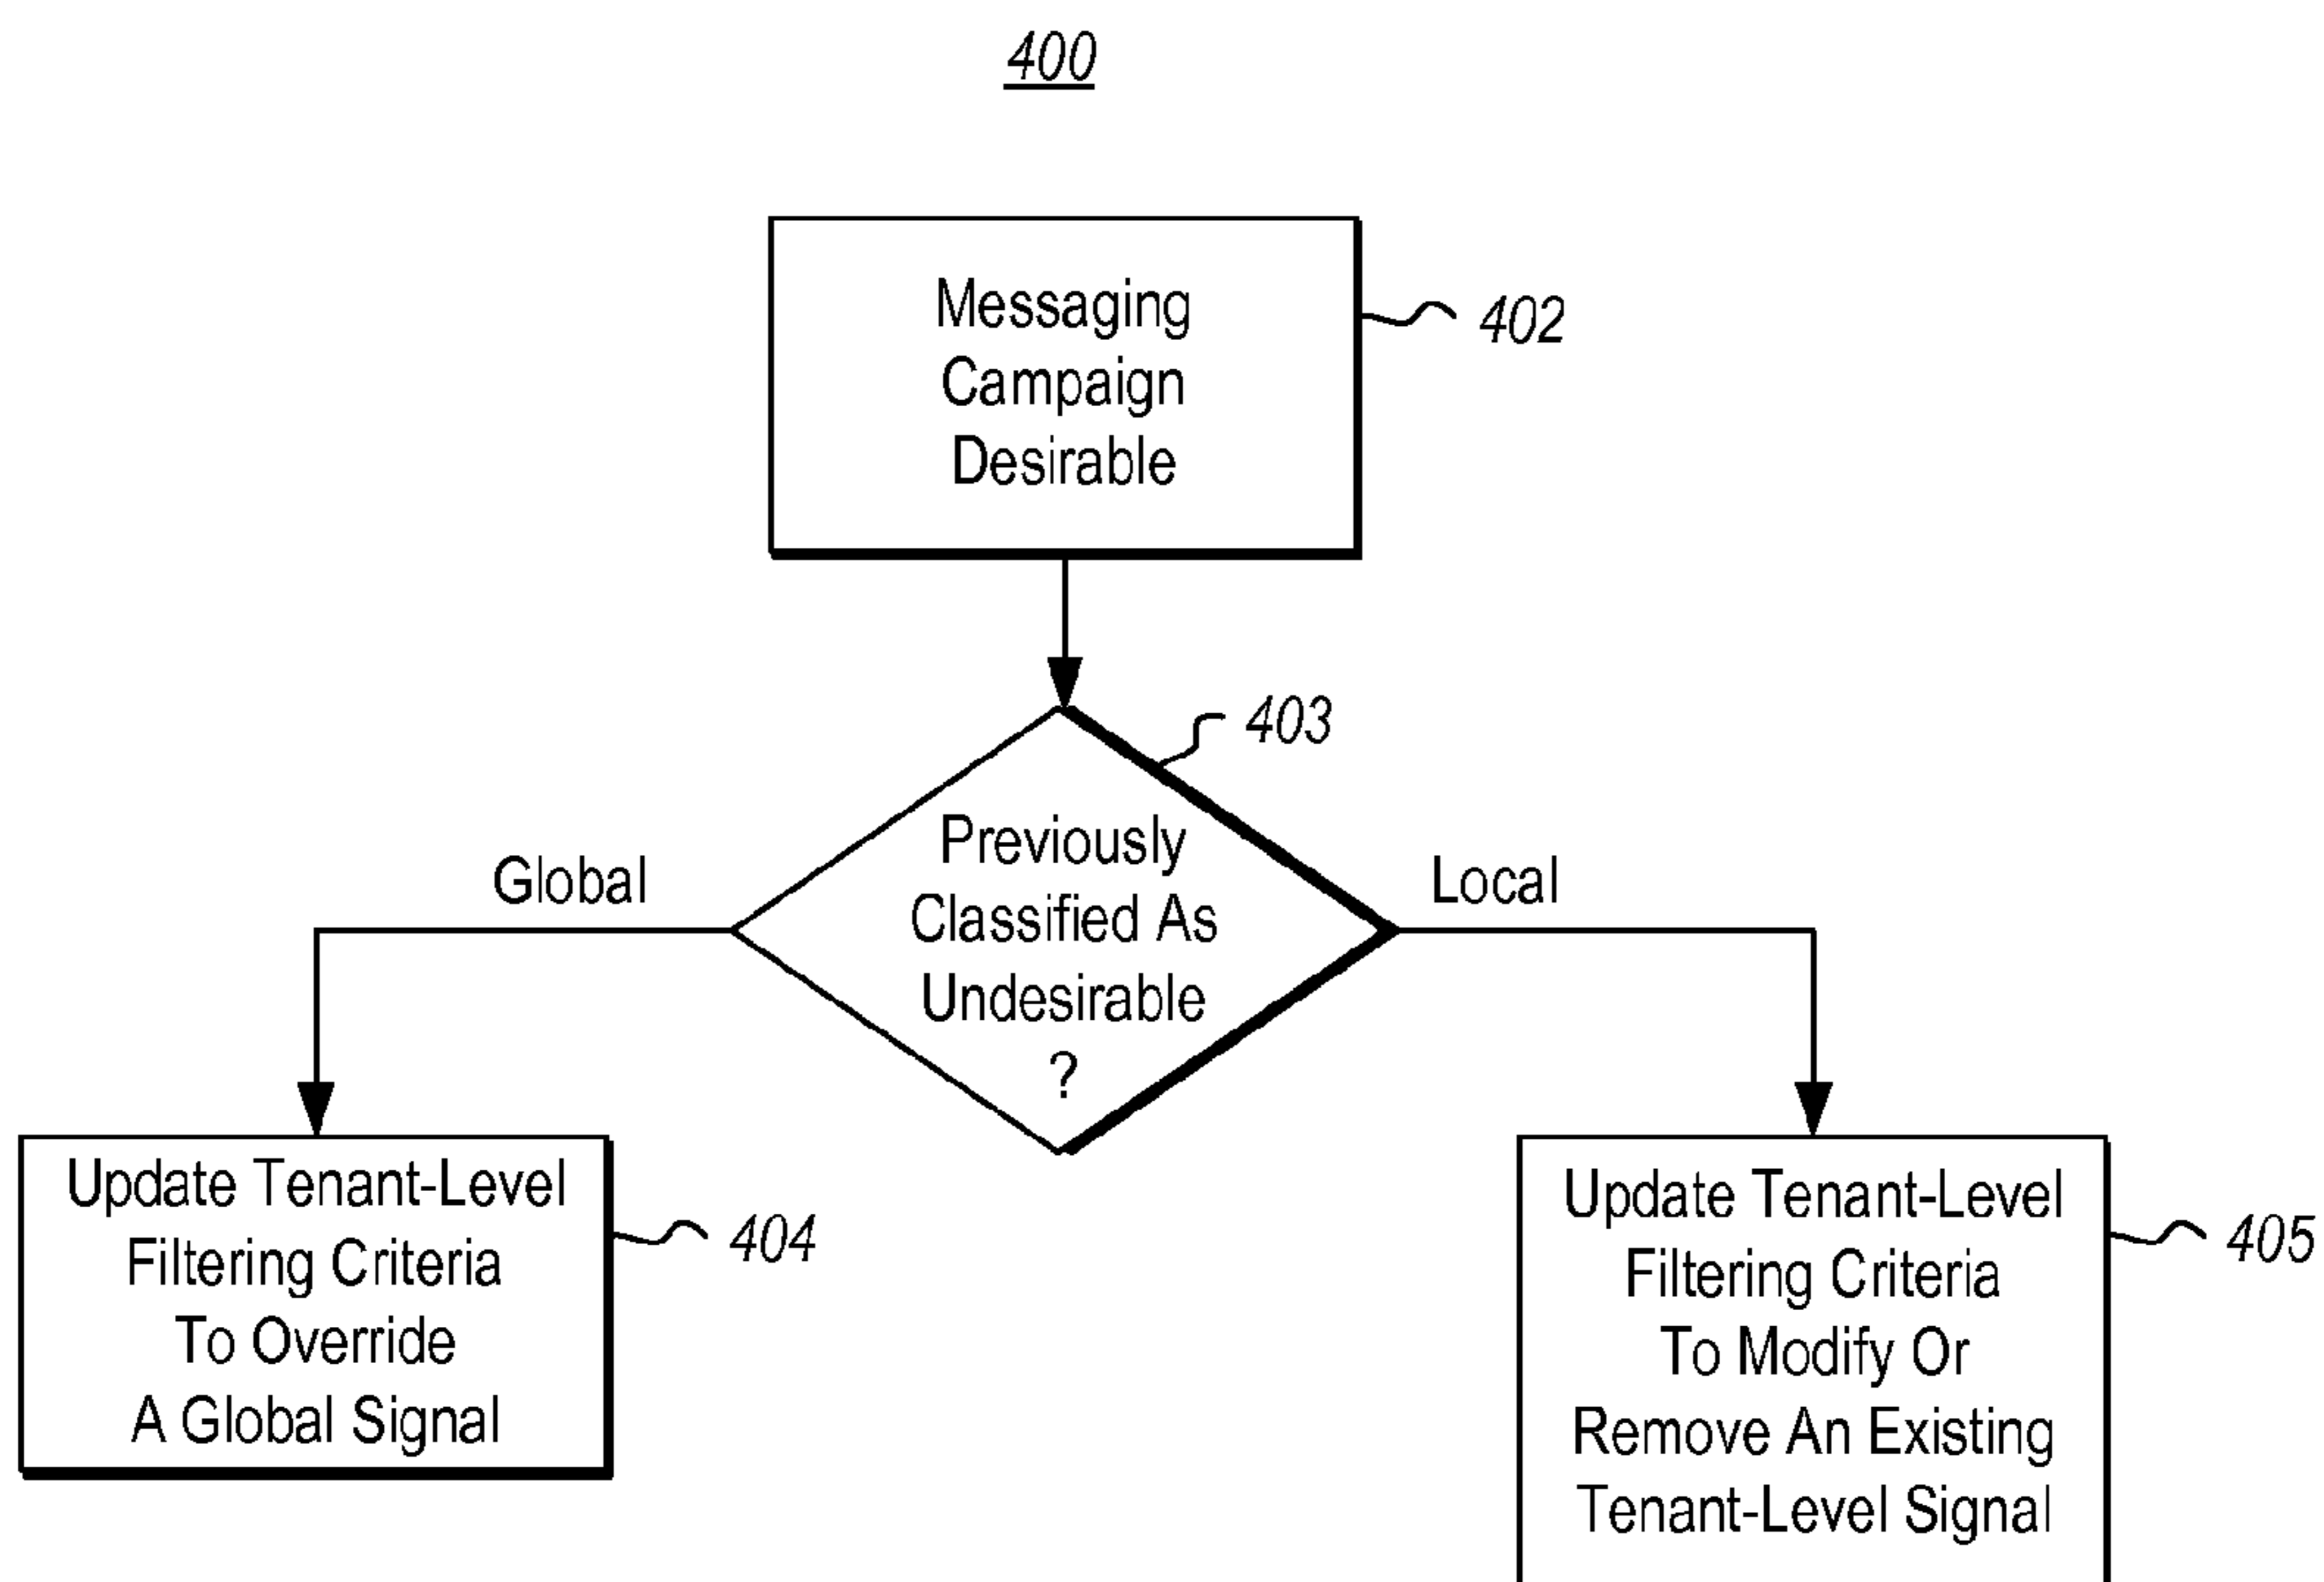 400
Messaging
Campaign
Desirable
402
403
Previously
Classified As
Undesirable
?
Global
Local
Update Tenant-Level
Filtering Criteria
To Override
A Global Signal
404
Update Tenant-Level
Filtering Criteria
To Modify Or
Remove An Existing
Tenant-Level Signal
405